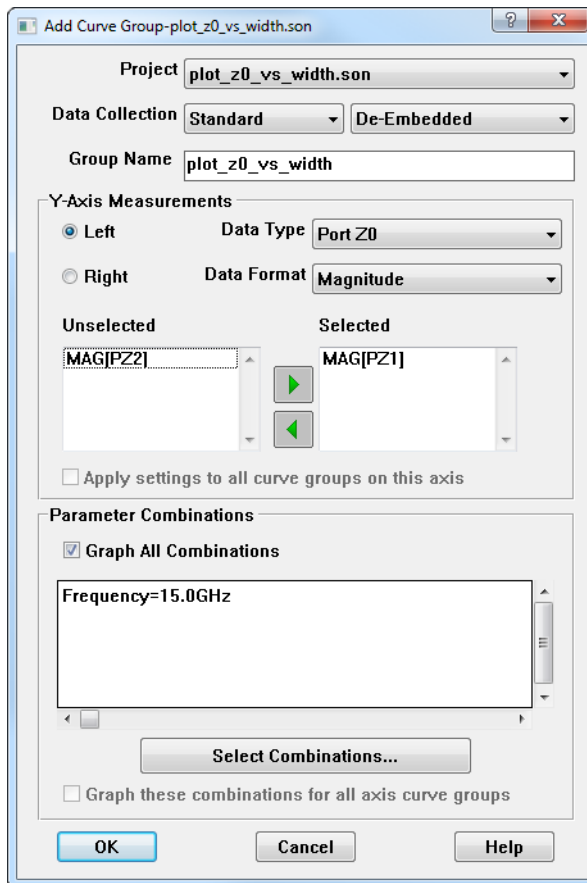 Add Curve Group-plot_z0_vs_width.son
Project plot_z0_vs_width.son
Data Collection Standard De-Embedded
Group Name plot_z0_vs_width
Y-Axis Measurements
Left Data Type Port Z0
Right Data Format Magnitude
Unselected Selected
MAG[PZ2] MAG[PZ1]
Apply settings to all curve groups on this axis
Parameter Combinations
Graph All Combinations
Frequency=15.0GHz
Select Combinations...
Graph these combinations for all axis curve groups
OK Cancel Help